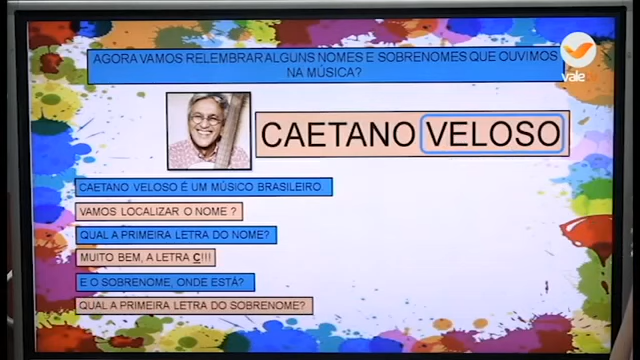 AGORA VAMOS RELEMBRAR ALGUNS NOMES E SOBRENOMES QUE OUVIMOS
NA MÚSICA?
vale
CAETANO VELOSO
CAETANO VELOSO É UM MÚSICO BRASILEIRO
VAMOS LOCALIZAR O NOME ?
QUAL A PRIMEIRA LETRA DO NOME?
MUITO BEM, A LETRA C!!!
E O SOBRENOME, ONDE ESTÁ?
QUAL A PRIMEIRA LETRA DO SOBRENOME?